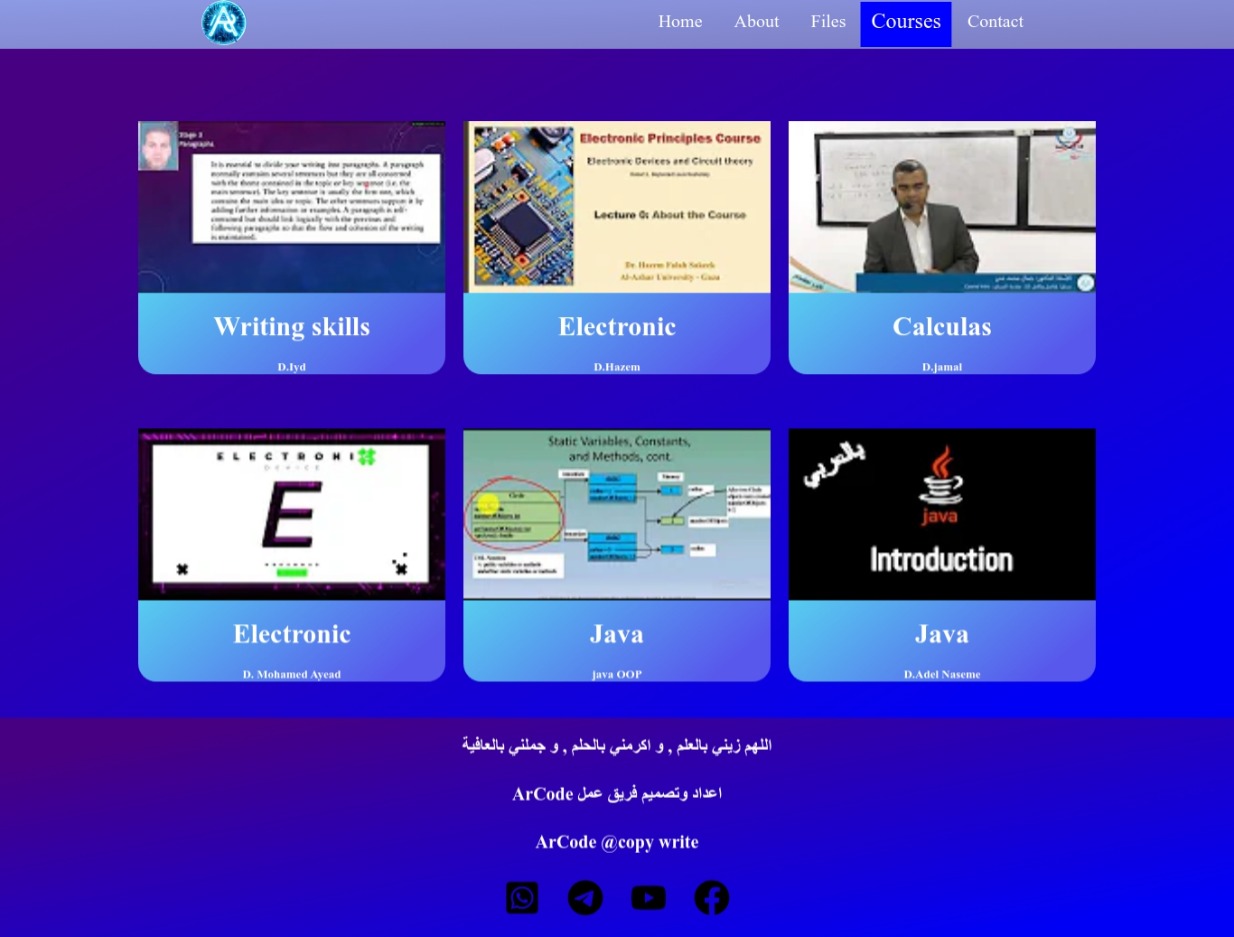 Home
About
Files
Courses
Contact
Stage 3
Paragraphs
It is essential to divide your writing into paragraphs. A paragraph
normally contains several sentences but they are all concerned
with the theme contained in the topic or key sentence (i.e. the
main sentence). The key sentence is usually the first one, which
contains the main idea or topic. The other sentences support it by
adding further information or examples. A paragraph is self-
contained but should link logically with the previous and
following paragraphs so that the flow and cohesion of the writing
is maintained.
Writing skills
D.Iyd
Electronic Principles Course
Electronic Devices and Circuit theory
Lecture 0: About the Course
Dr. Hazem Falah Sakeek
Al-Azhar University - Gaza
Electronic
D.Hazem
Calculas
D.jamal
ELECTRONI
DEVICE
E
Electronic
D. Mohamed Ayead
Static Variables, Constants,
and Methods, cont.
Circle
Java
java OOP
بالعربي
java
Introduction
Java
D.Adel Naseme
اللهم زيني بالعلم , و اكرمني بالحلم , و جملني بالعافية
اعداد وتصميم فريق عمل ArCode
ArCode @copy write